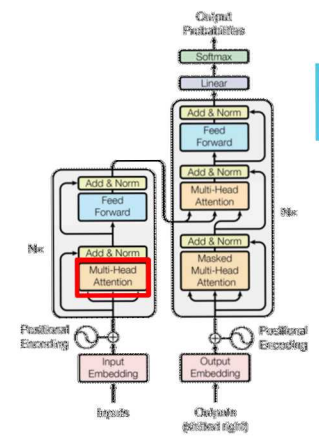 Output
Probabilities
Softmax
Linear
Add & Norm
Feed
Forward
Add & Norm
Multi-Head
Attention
Add & Norm
Masked
Multi-Head
Attention
Nx
Positional
Encoding
Output
Embedding
Outputs
(shifted right)
Add & Norm
Feed
Forward
Add & Norm
Multi-Head
Attention
Nx
Positional
Encoding
Input
Embedding
Inputs